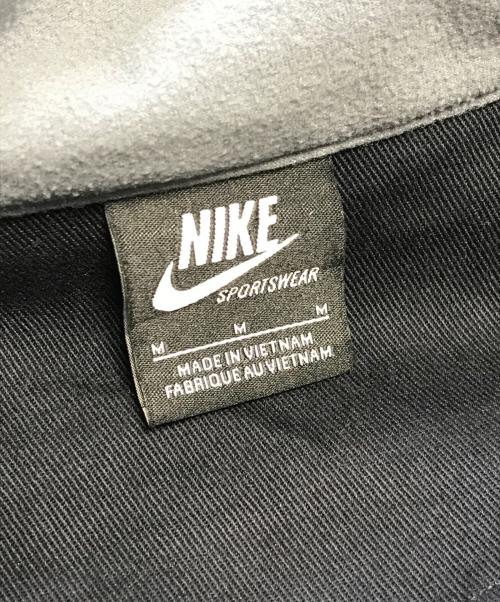 NIKE
SPORTSWEAR
M M M
MADE IN VIETNAM
FABRIQUE AU VIETNAM